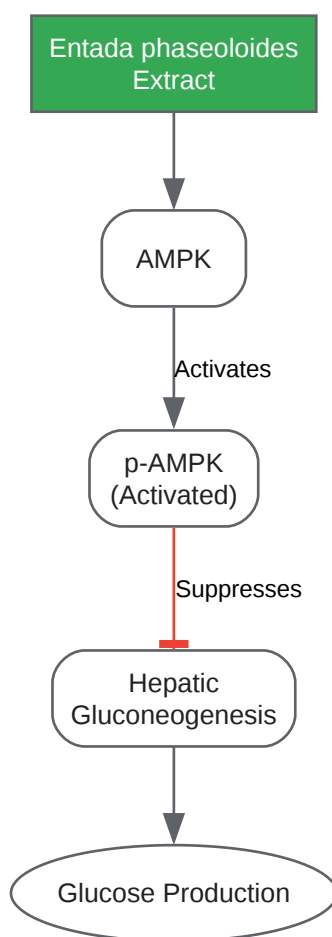 Entada phaseoloides
Extract
AMPK
Activates
p-AMPK
(Activated)
Suppresses
Hepatic
Gluconeogenesis
Glucose Production